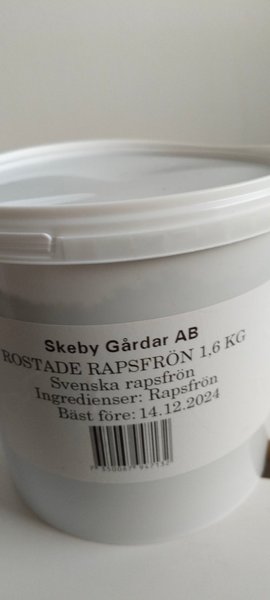 Skeby Gårdar AB
ROSTADE RAPSFRÖN 1,6 KG
Svenska rapsfrön
Ingredienser: Rapsfrön
Bäst före: 14.12.2024